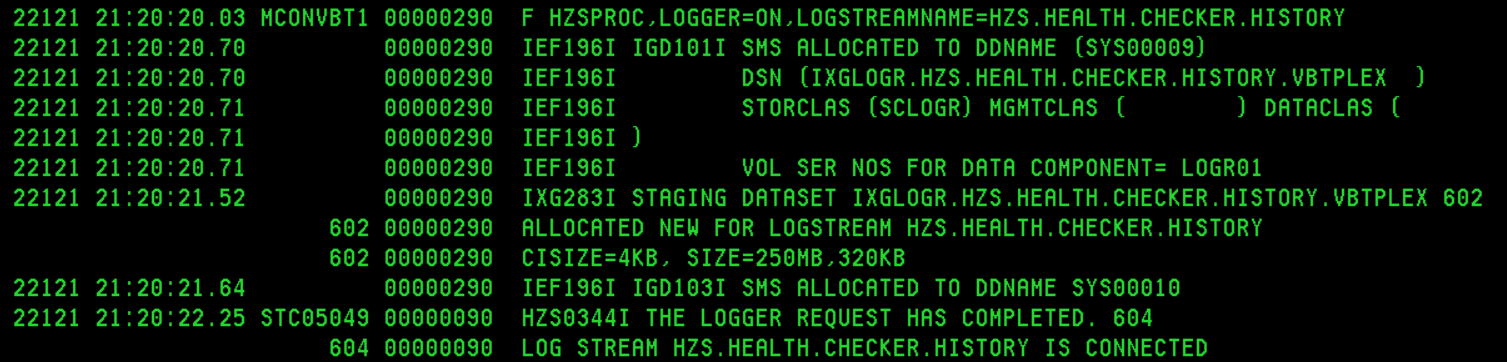 22121 21:20:20.03 MCONVBT1 00000290  F HZSPROC,LOGGER=ON,LOGSTREAMNAME=HZS.HEALTH.CHECKER.HISTORY
22121 21:20:20.70          00000290  IEF196I IGD101I SMS ALLOCATED TO DDNAME (SYS00009)
22121 21:20:20.70          00000290  IEF196I         DSN (IXGLOGR.HZS.HEALTH.CHECKER.HISTORY.VBTPLEX  )
22121 21:20:20.71          00000290  IEF196I         STORCLAS (SCLOGR) MGMTCLAS (        ) DATACLAS (
22121 21:20:20.71          00000290  IEF196I )
22121 21:20:20.71          00000290  IEF196I         VOL SER NOS FOR DATA COMPONENT= LOGR01
22121 21:20:21.52          00000290  IXG283I STAGING DATASET IXGLOGR.HZS.HEALTH.CHECKER.HISTORY.VBTPLEX 602
                       602 00000290  ALLOCATED NEW FOR LOGSTREAM HZS.HEALTH.CHECKER.HISTORY
                       602 00000290  CISIZE=4KB, SIZE=250MB,320KB
22121 21:20:21.64          00000290  IEF196I IGD103I SMS ALLOCATED TO DDNAME SYS00010
22121 21:20:22.25 STC05049 00000090  HZS0344I THE LOGGER REQUEST HAS COMPLETED. 604
                       604 00000090  LOG STREAM HZS.HEALTH.CHECKER.HISTORY IS CONNECTED